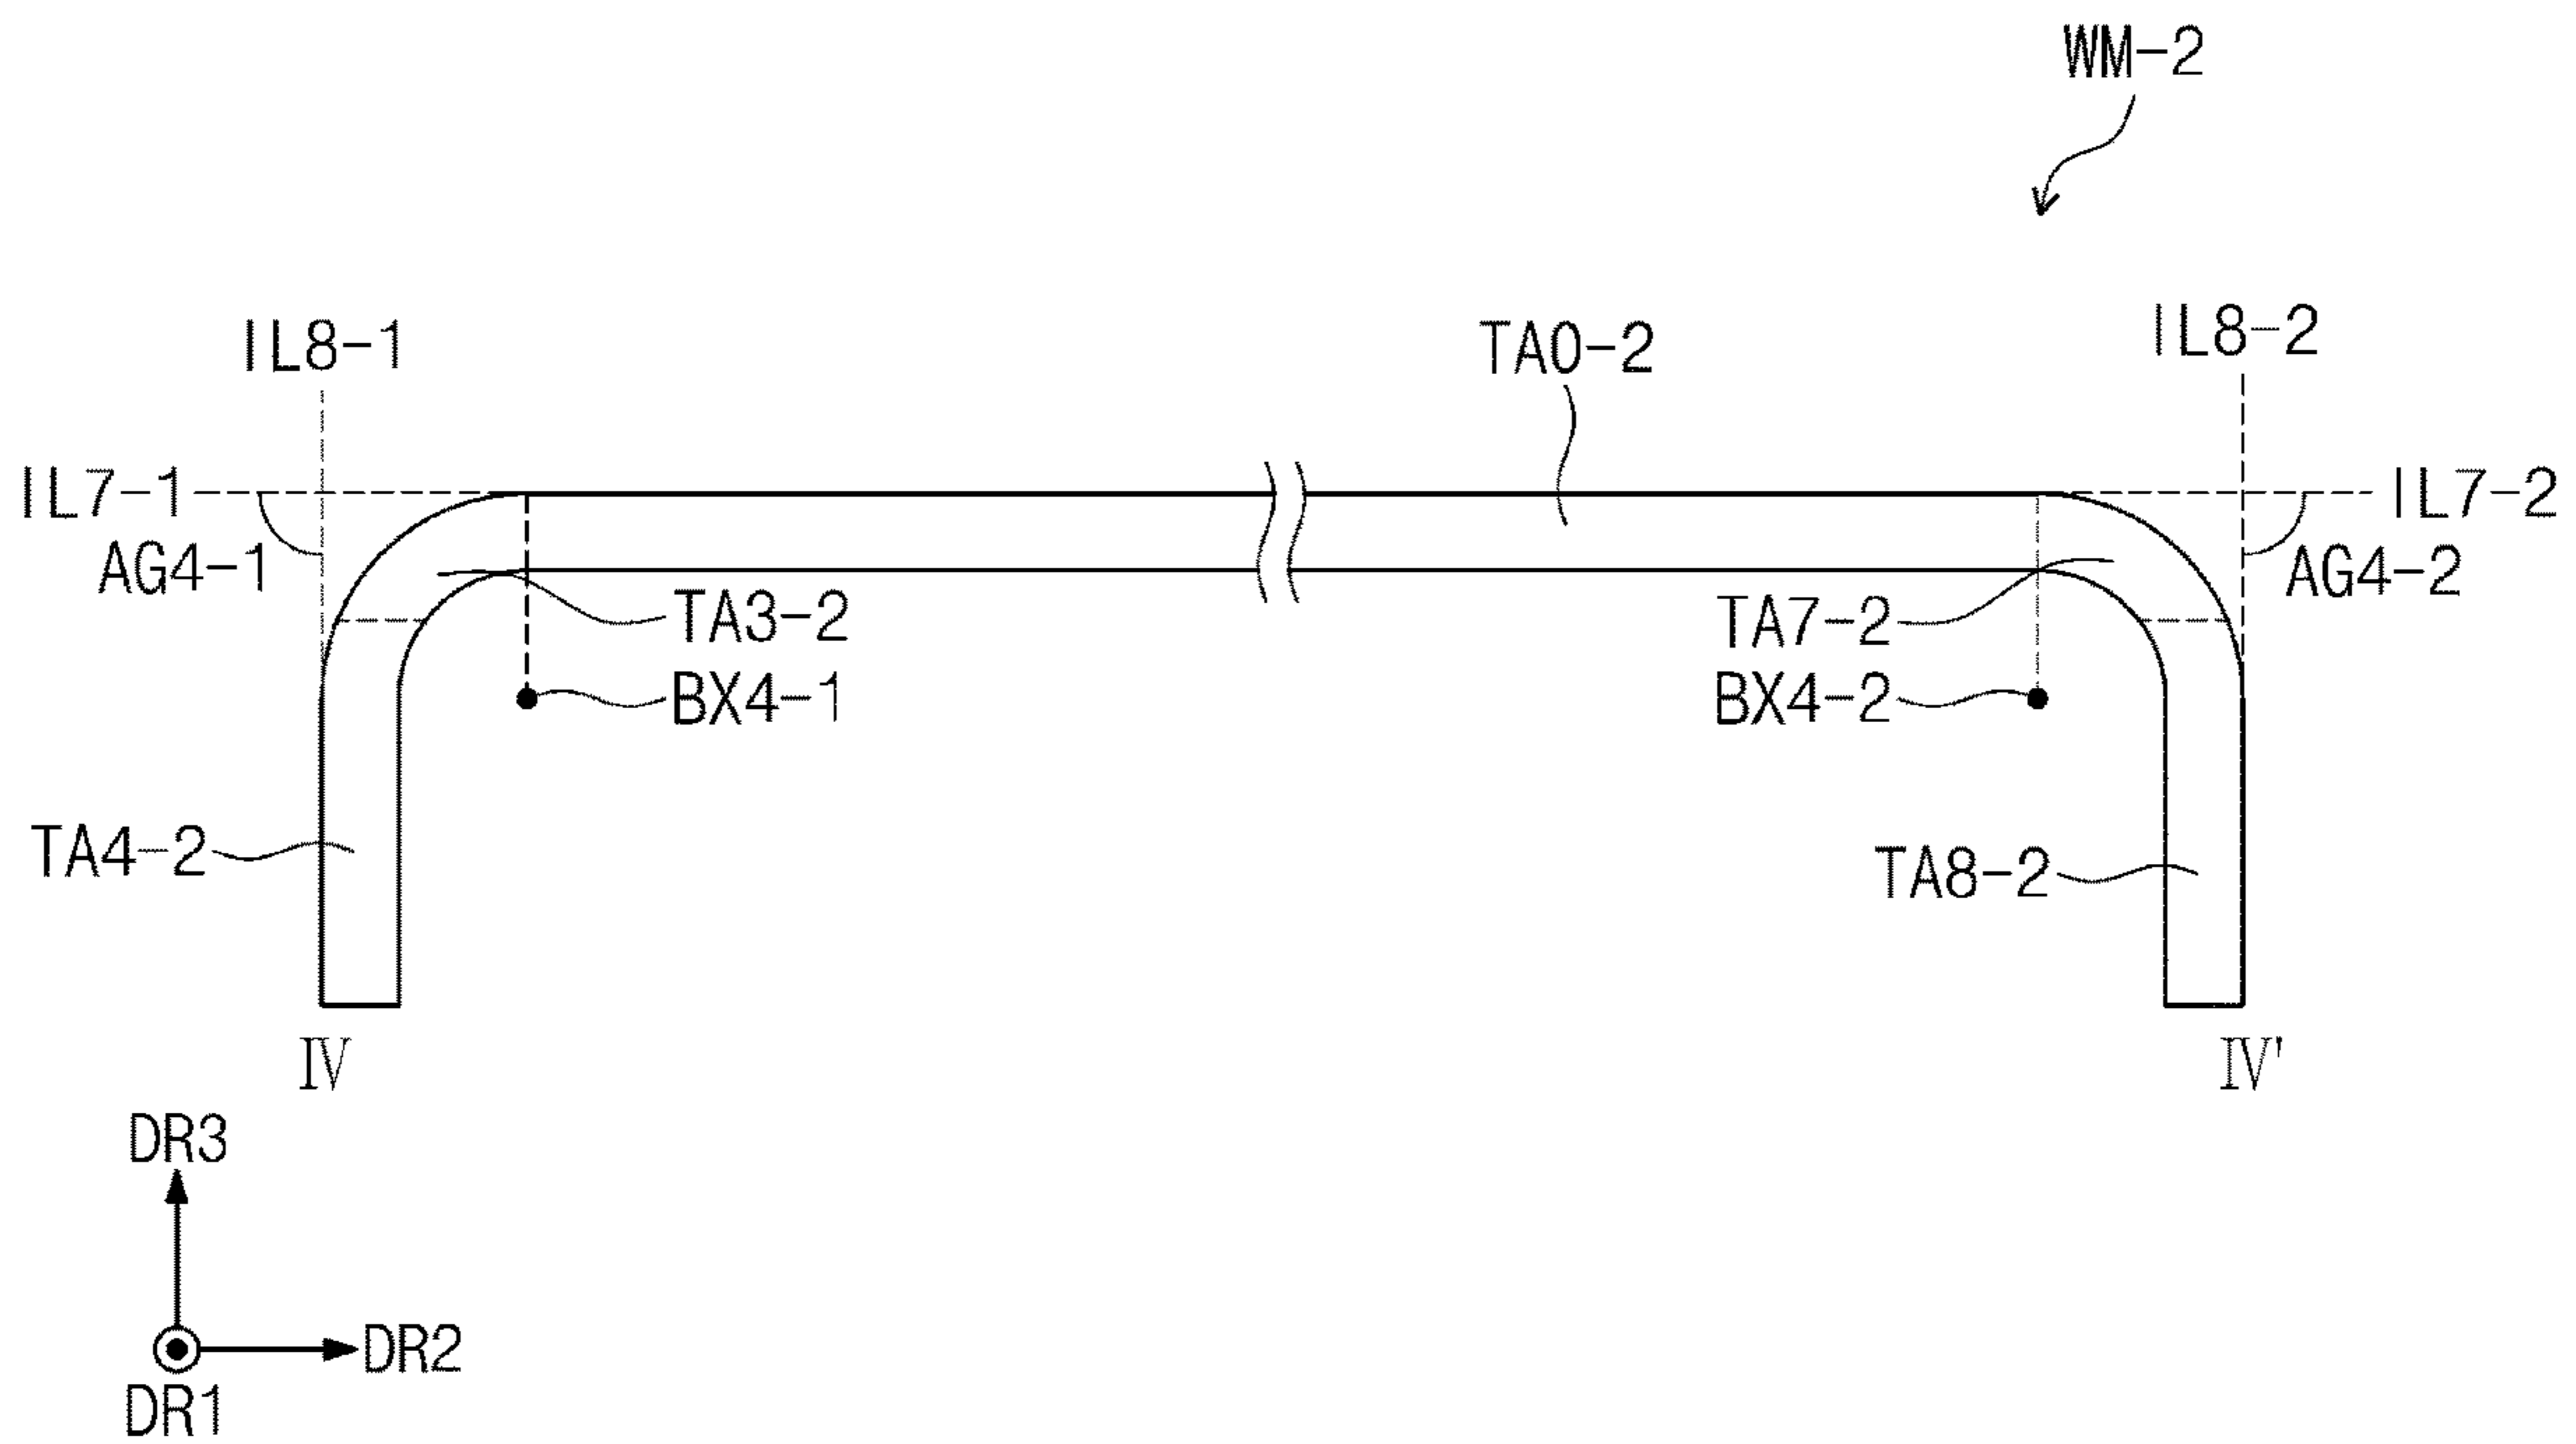 WM-2
IL8-1
TA0-2
IL8-2
IL7-1
IL7-2
AG4-1
AG4-2
TA3-2
TA7-2
BX4-1
BX4-2
TA4-2
TA8-2
IV
IV'
DR3
DR2
DR1